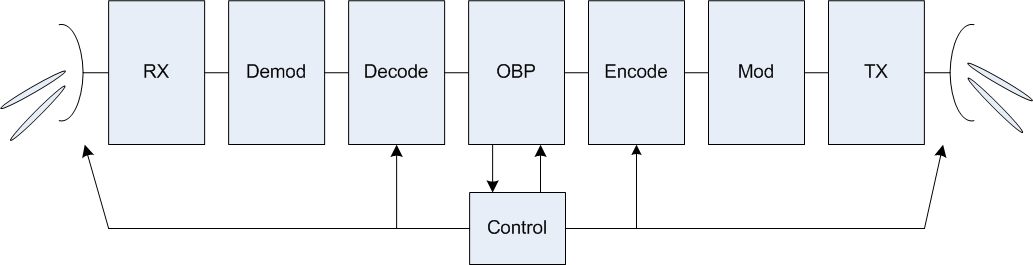 RX
Demod
Decode
OBP
Encode
Mod
TX
Control